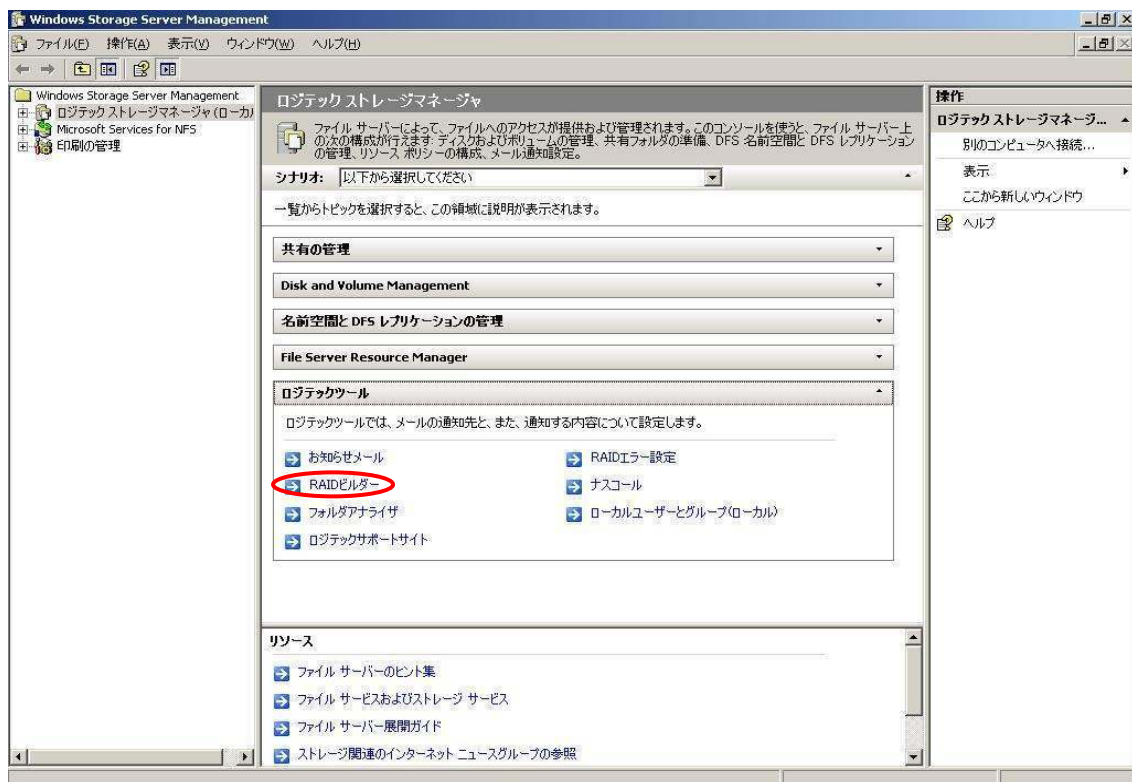 Windows Storage Server Management
ファイル(F) 操作(A) 表示(V) ウィンドウ(W) ヘルプ(H)
Windows Storage Server Management
ロジテック ストレージマネージャ (ローカル
Microsoft Services for NFS
印刷の管理
ロジテック ストレージマネージャ
ファイル サーバーによって、ファイルへのアクセスが提供および管理されます。このコンソールを使うと、ファイル サーバー上
の次の構成が行えます: ディスクおよびボリュームの管理、共有フォルダの準備、DFS 名前空間と DFS レプリケーション
の管理、リソース ポリシーの構成、メール通知設定。
シナリオ: 以下から選択してください
一覧からトピックを選択すると、この領域に説明が表示されます。
共有の管理
Disk and Volume Management
名前空間と DFS レプリケーションの管理
File Server Resource Manager
ロジテックツール
ロジテックツールでは、メールの通知先と、また、通知する内容について設定します。
お知らせメール RAIDエラー設定
RAIDビルダー ナスコール
フォルダアナライザ ローカルユーザーとグループ(ローカル)
ロジテックサポートサイト
リソース
ファイル サーバーのヒント集
ファイル サービスおよびストレージ サービス
ファイル サーバー展開ガイド
ストレージ関連のインターネット ニュースグループの参照
操作
ロジテック ストレージマネージ...
別のコンピュータへ接続...
表示
ここから新しいウィンドウ
ヘルプ